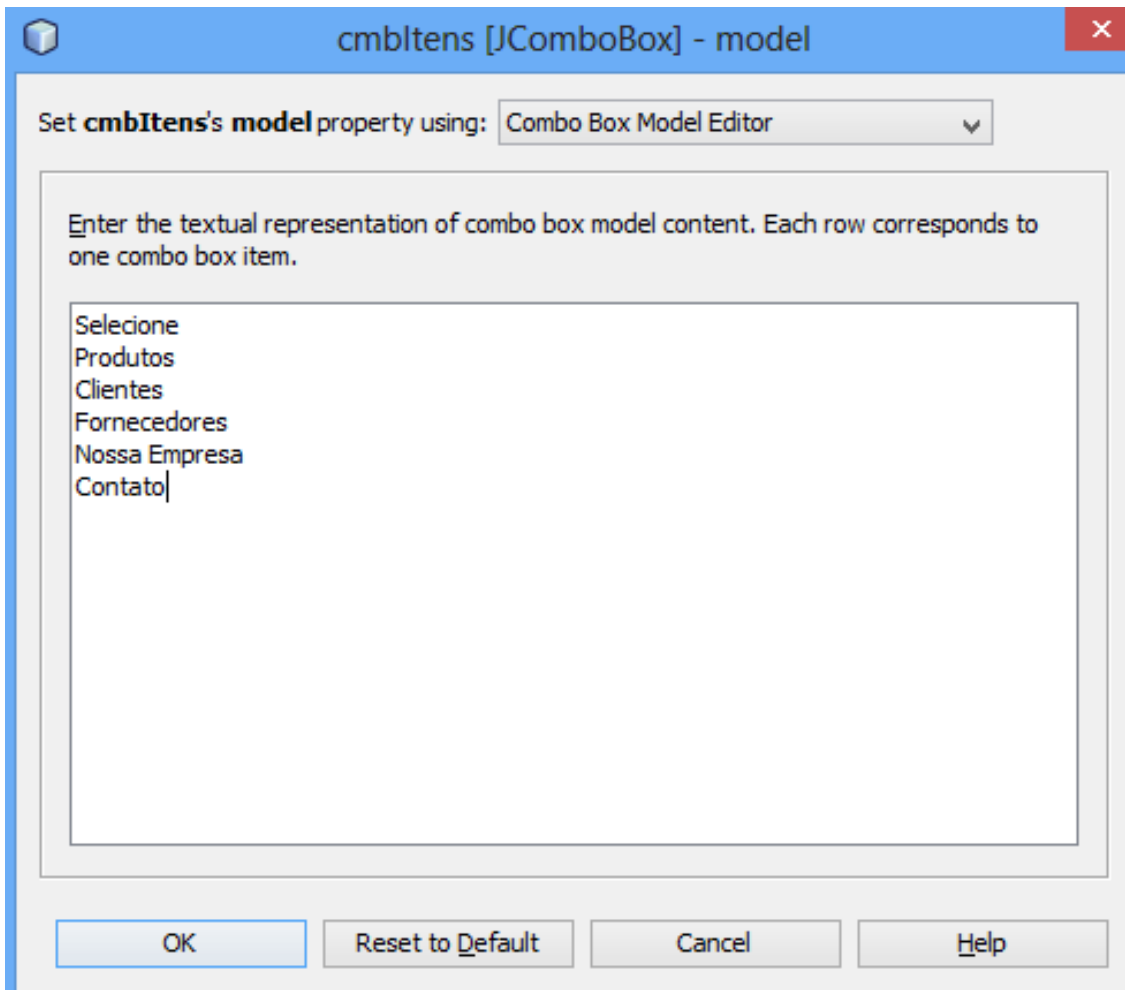 cmbItens [JComboBox] - model
Set cmbItens's model property using: Combo Box Model Editor
Enter the textual representation of combo box model content. Each row corresponds to
one combo box item.
Selecione
Produtos
Clientes
Fornecedores
Nossa Empresa
Contato
OK Reset to Default Cancel Help